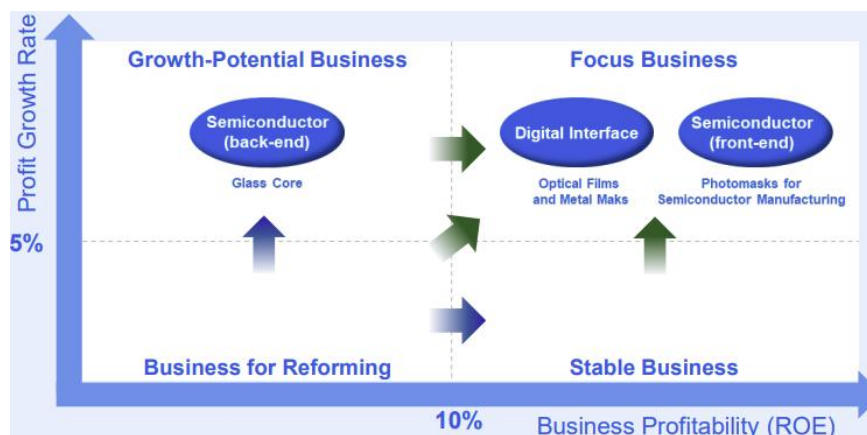 Profit Growth Rate
Growth-Potential Business
Focus Business
Semiconductor
(back-end)
Glass Core
Digital Interface
Optical Films
and Metal Maks
Semiconductor
(front-end)
Photomasks for
Semiconductor Manufacturing
5%
Business for Reforming
Stable Business
10%
Business Profitability (ROE)